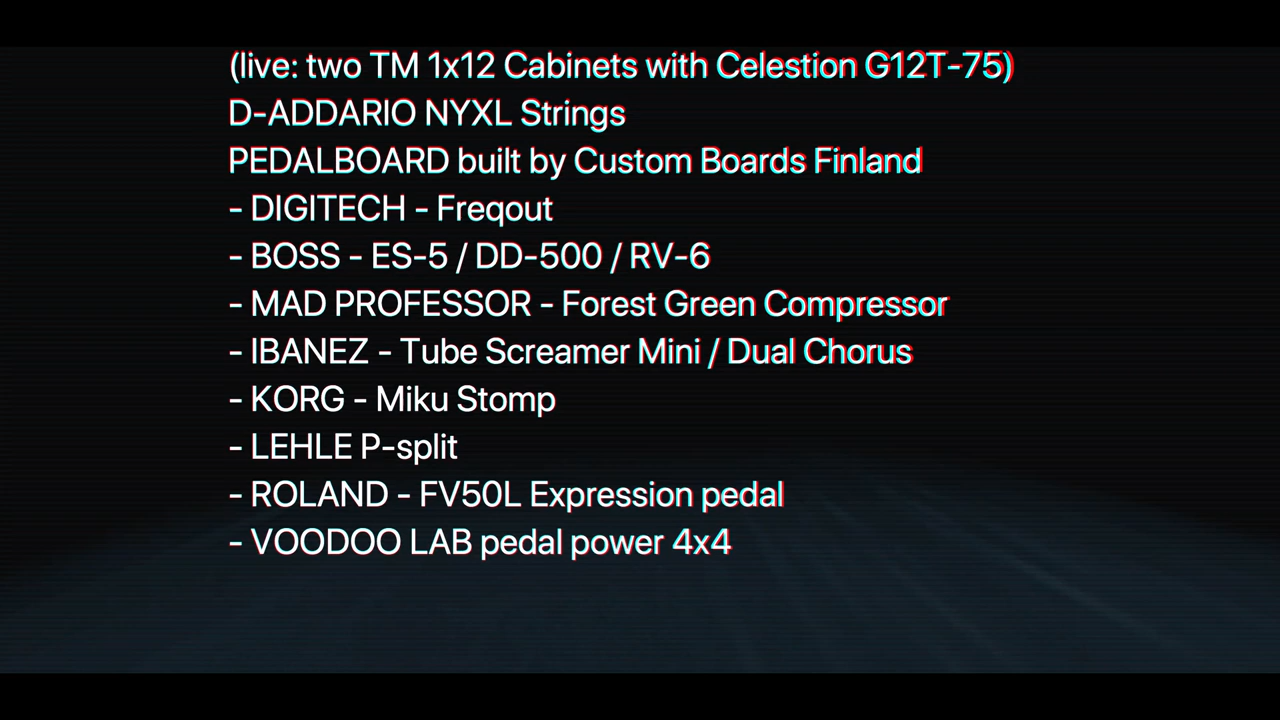 (live: two TM 1x12 Cabinets with Celestion G12T-75)
D-ADDARIO NYXL Strings
PEDALBOARD built by Custom Boards Finland
- DIGITECH - Freqout
- BOSS - ES-5 / DD-500 / RV-6
- MAD PROFESSOR - Forest Green Compressor
- IBANEZ - Tube Screamer Mini / Dual Chorus
- KORG - Miku Stomp
- LEHLE P-split
- ROLAND - FV50L Expression pedal
- VOODOO LAB pedal power 4x4